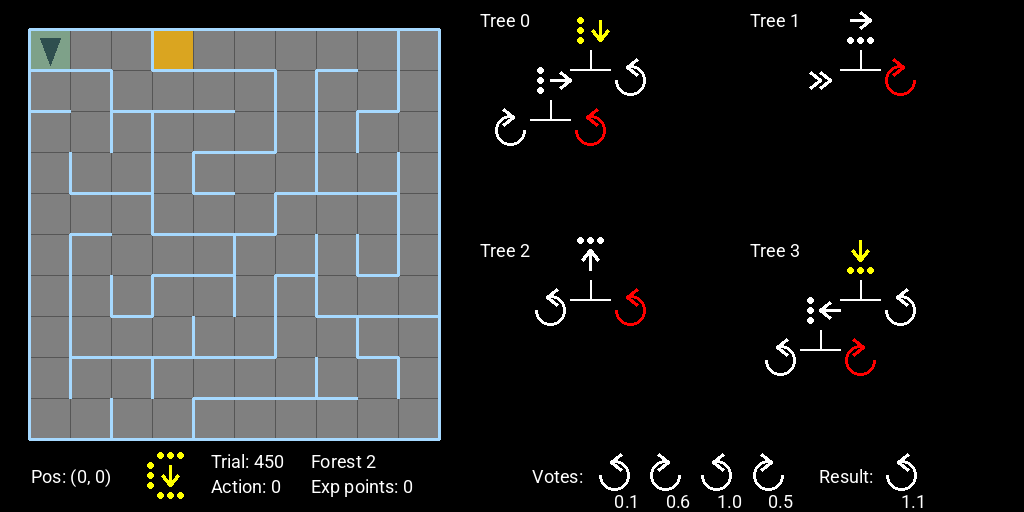 Tree 0
Tree 1
Tree 2
Tree 3
Pos: (0, 0)
Trial: 450
Forest 2
Action: 0
Exp points: 0
Votes:
0.1
0.6
1.0
0.5
Result:
1.1